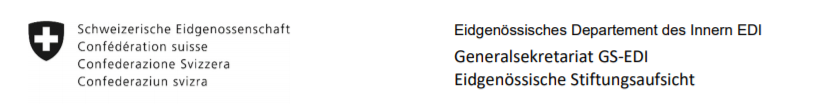 Schweizerische Eidgenossenschaft
Confédération suisse
Confederazione Svizzera
Confederaziun svizra
Eidgenössisches Departement des Innern EDI
Generalsekretariat GS-EDI
Eidgenössische Stiftungsaufsicht